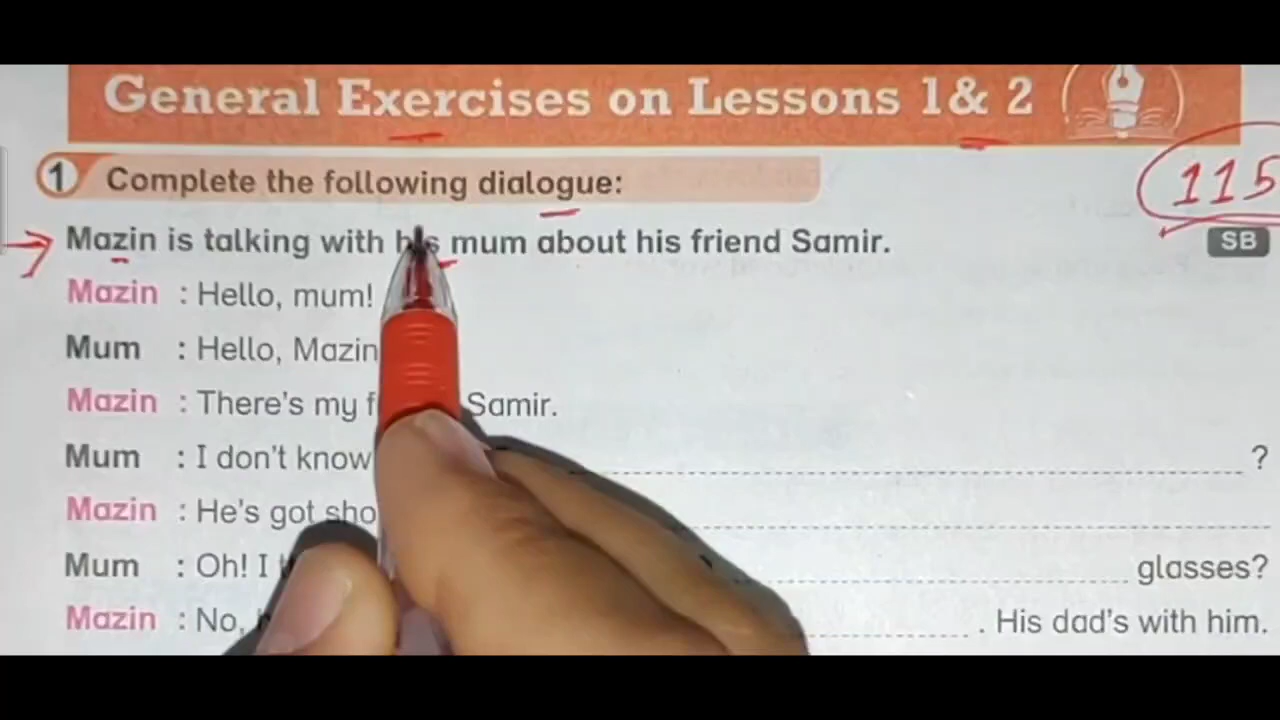 General Exercises on Lessons 1 & 2
1 Complete the following dialogue:
115
Mazin is talking with his mum about his friend Samir.
SB
Mazin : Hello, mum!
Mum : Hello, Mazin
Mazin : There's my Samir.
Mum : I don't know ?
Mazin : He's got
Mum : Oh! I glasses?
Mazin : No, . His dad's with him.